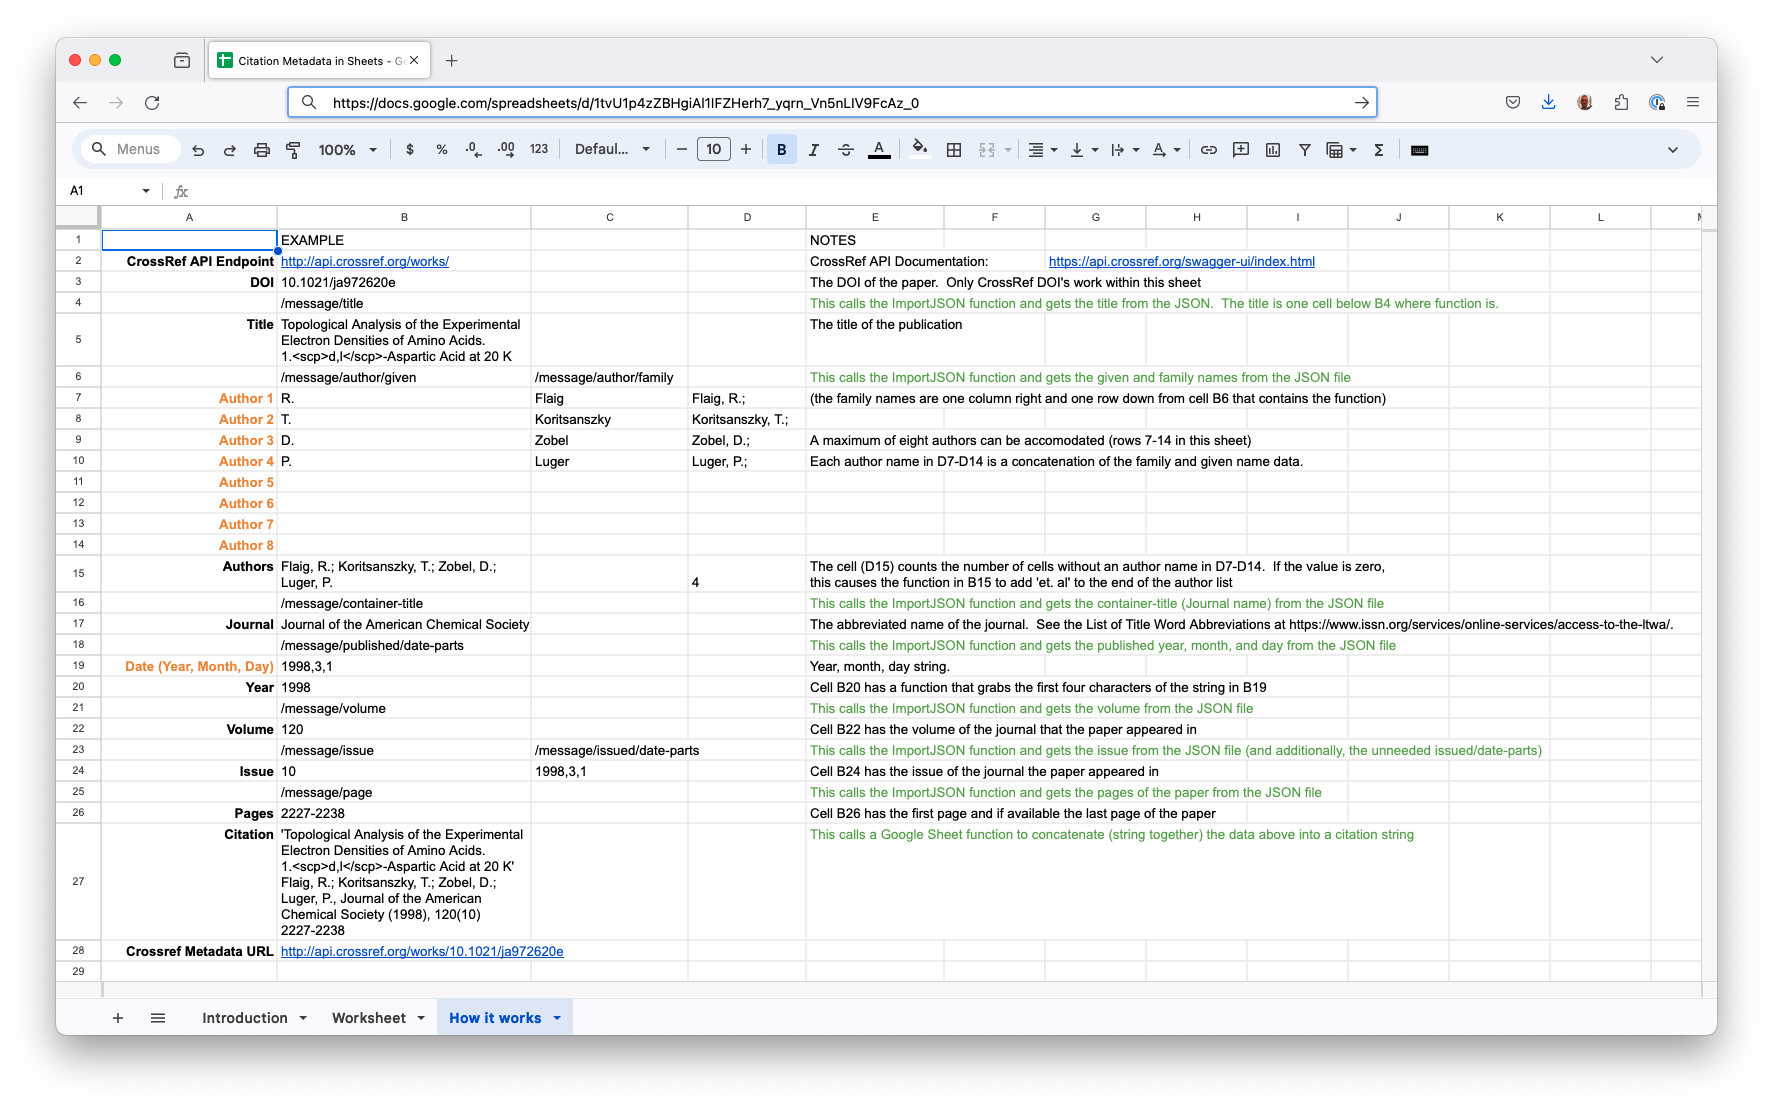 Citation Metadata in Sheets - G
https://docs.google.com/spreadsheets/d/1tvU1p4zZBHgiAl1IFZHerh7_yqrn_Vn5nLIV9FcAz_0
Menus 100% $ % .0 .00 123 Defaul... 10 B I A Σ
A1 fx
A B C D E F G H I J K L
1 EXAMPLE NOTES
2 CrossRef API Endpoint http://api.crossref.org/works/ CrossRef API Documentation: https://api.crossref.org/swagger-ui/index.html
3 DOI 10.1021/ja972620e The DOI of the paper. Only CrossRef DOI's work within this sheet
4 /message/title This calls the ImportJSON function and gets the title from the JSON. The title is one cell below B4 where function is.
5 Title Topological Analysis of the Experimental The title of the publication
Electron Densities of Amino Acids.
1.<scp>d,l</scp>-Aspartic Acid at 20 K
6 /message/author/given /message/author/family This calls the ImportJSON function and gets the given and family names from the JSON file
7 Author 1 R. Flaig Flaig, R.; (the family names are one column right and one row down from cell B6 that contains the function)
8 Author 2 T. Koritsanszky Koritsanszky, T.;
9 Author 3 D. Zobel Zobel, D.; A maximum of eight authors can be accomodated (rows 7-14 in this sheet)
10 Author 4 P. Luger Luger, P.; Each author name in D7-D14 is a concatenation of the family and given name data.
11 Author 5
12 Author 6
13 Author 7
14 Author 8
15 Authors Flaig, R.; Koritsanszky, T.; Zobel, D.; The cell (D15) counts the number of cells without an author name in D7-D14. If the value is zero,
Luger, P. 4 this causes the function in B15 to add 'et. al' to the end of the author list
16 /message/container-title This calls the ImportJSON function and gets the container-title (Journal name) from the JSON file
17 Journal Journal of the American Chemical Society The abbreviated name of the journal. See the List of Title Word Abbreviations at https://www.issn.org/services/online-services/access-to-the-ltwa/.
18 /message/published/date-parts This calls the ImportJSON function and gets the published year, month, and day from the JSON file
19 Date (Year, Month, Day) 1998,3,1 Year, month, day string.
20 Year 1998 Cell B20 has a function that grabs the first four characters of the string in B19
21 /message/volume This calls the ImportJSON function and gets the volume from the JSON file
22 Volume 120 Cell B22 has the volume of the journal that the paper appeared in
23 /message/issue /message/issued/date-parts This calls the ImportJSON function and gets the issue from the JSON file (and additionally, the unneeded issued/date-parts)
24 Issue 10 1998,3,1 Cell B24 has the issue of the journal the paper appeared in
25 /message/page This calls the ImportJSON function and gets the pages of the paper from the JSON file
26 Pages 2227-2238 Cell B26 has the first page and if available the last page of the paper
27 Citation 'Topological Analysis of the Experimental This calls a Google Sheet function to concatenate (string together) the data above into a citation string
Electron Densities of Amino Acids.
1.<scp>d,l</scp>-Aspartic Acid at 20 K'
Flaig, R.; Koritsanszky, T.; Zobel, D.;
Luger, P., Journal of the American
Chemical Society (1998), 120(10)
2227-2238
28 Crossref Metadata URL http://api.crossref.org/works/10.1021/ja972620e
29
Introduction Worksheet How it works